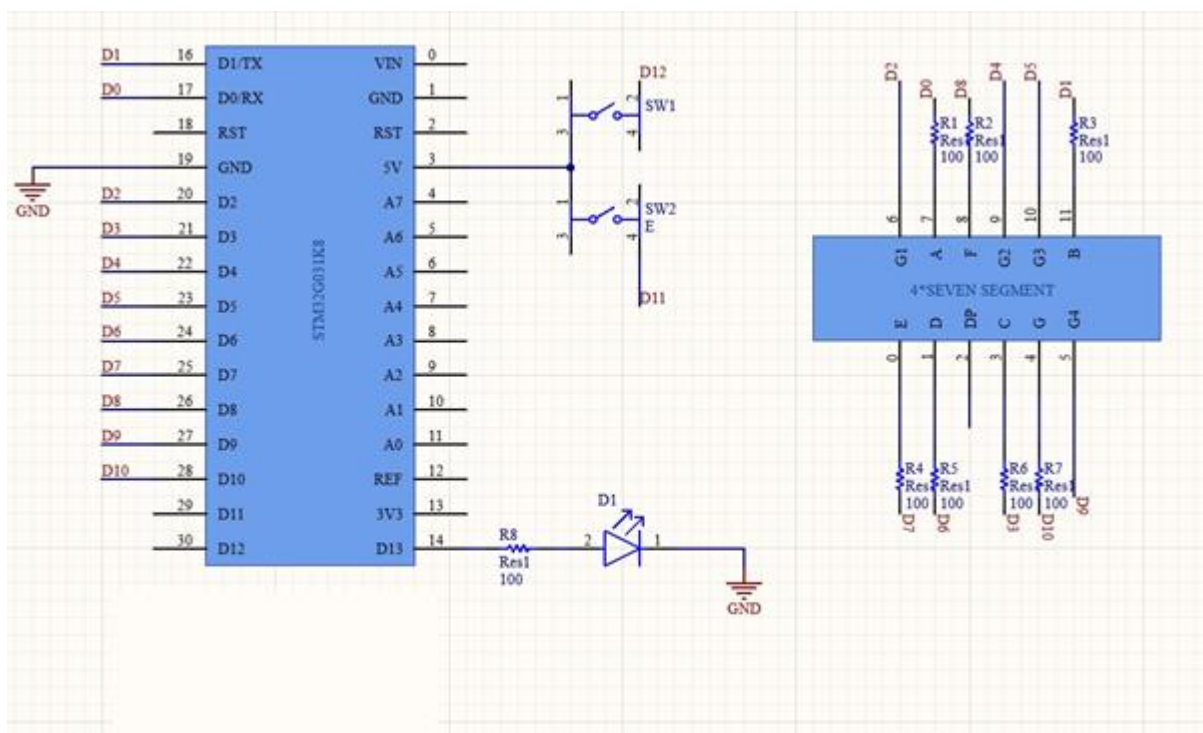 D1 16 D1/TX VIN 0
D0 17 D0/RX GND 1
18 RST RST 2
19 GND 5V 3
GND
D2 20 D2 A7 4
D3 21 D3 A6 5
D4 22 D4 A5 6
D5 23 D5 A4 7
D6 24 D6 A3 8
D7 25 D7 A2 9
D8 26 D8 A1 10
D9 27 D9 A0 11
D10 28 D10 REF 12
29 D11 3V3 13
30 D12 D13 14
STM32G031K8
D12
1 2
SW1
3 4
1 2
SW2
E
3 4
D11
R8
Res1
100
D1
2 1
GND
D2 D0 D8 D4 D5 D1
R1 R2 R3
Res1 Res1 Res1
100 100 100
6 7 8 9 10 11
G1 A F G2 G3 B
4*SEVEN SEGMENT
E D DP C G G4
0 1 2 3 4 5
R4 R5 R6 R7
Res1 Res1 Res1 Res1
100 100 100 100
D7 D6 D3 D10 D9